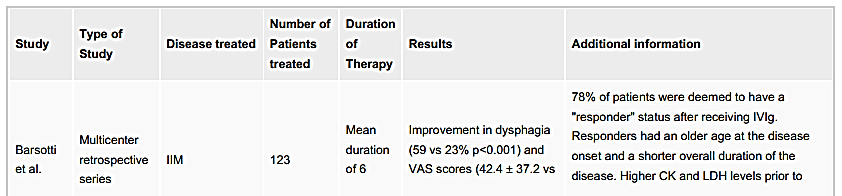 Study
Type of
Study
Disease treated
Number of
Patients
treated
Duration
of
Therapy
Results
Additional information
Barsotti
et al.
Multicenter
retrospective
series
IIM
123
Mean
duration
of 6
Improvement in dysphagia
(59 vs 23% p<0.001) and
VAS scores (42.4 ± 37.2 vs
78% of patients were deemed to have a
"responder" status after receiving IVIg.
Responders had an older age at the disease
onset and a shorter overall duration of the
disease. Higher CK and LDH levels prior to